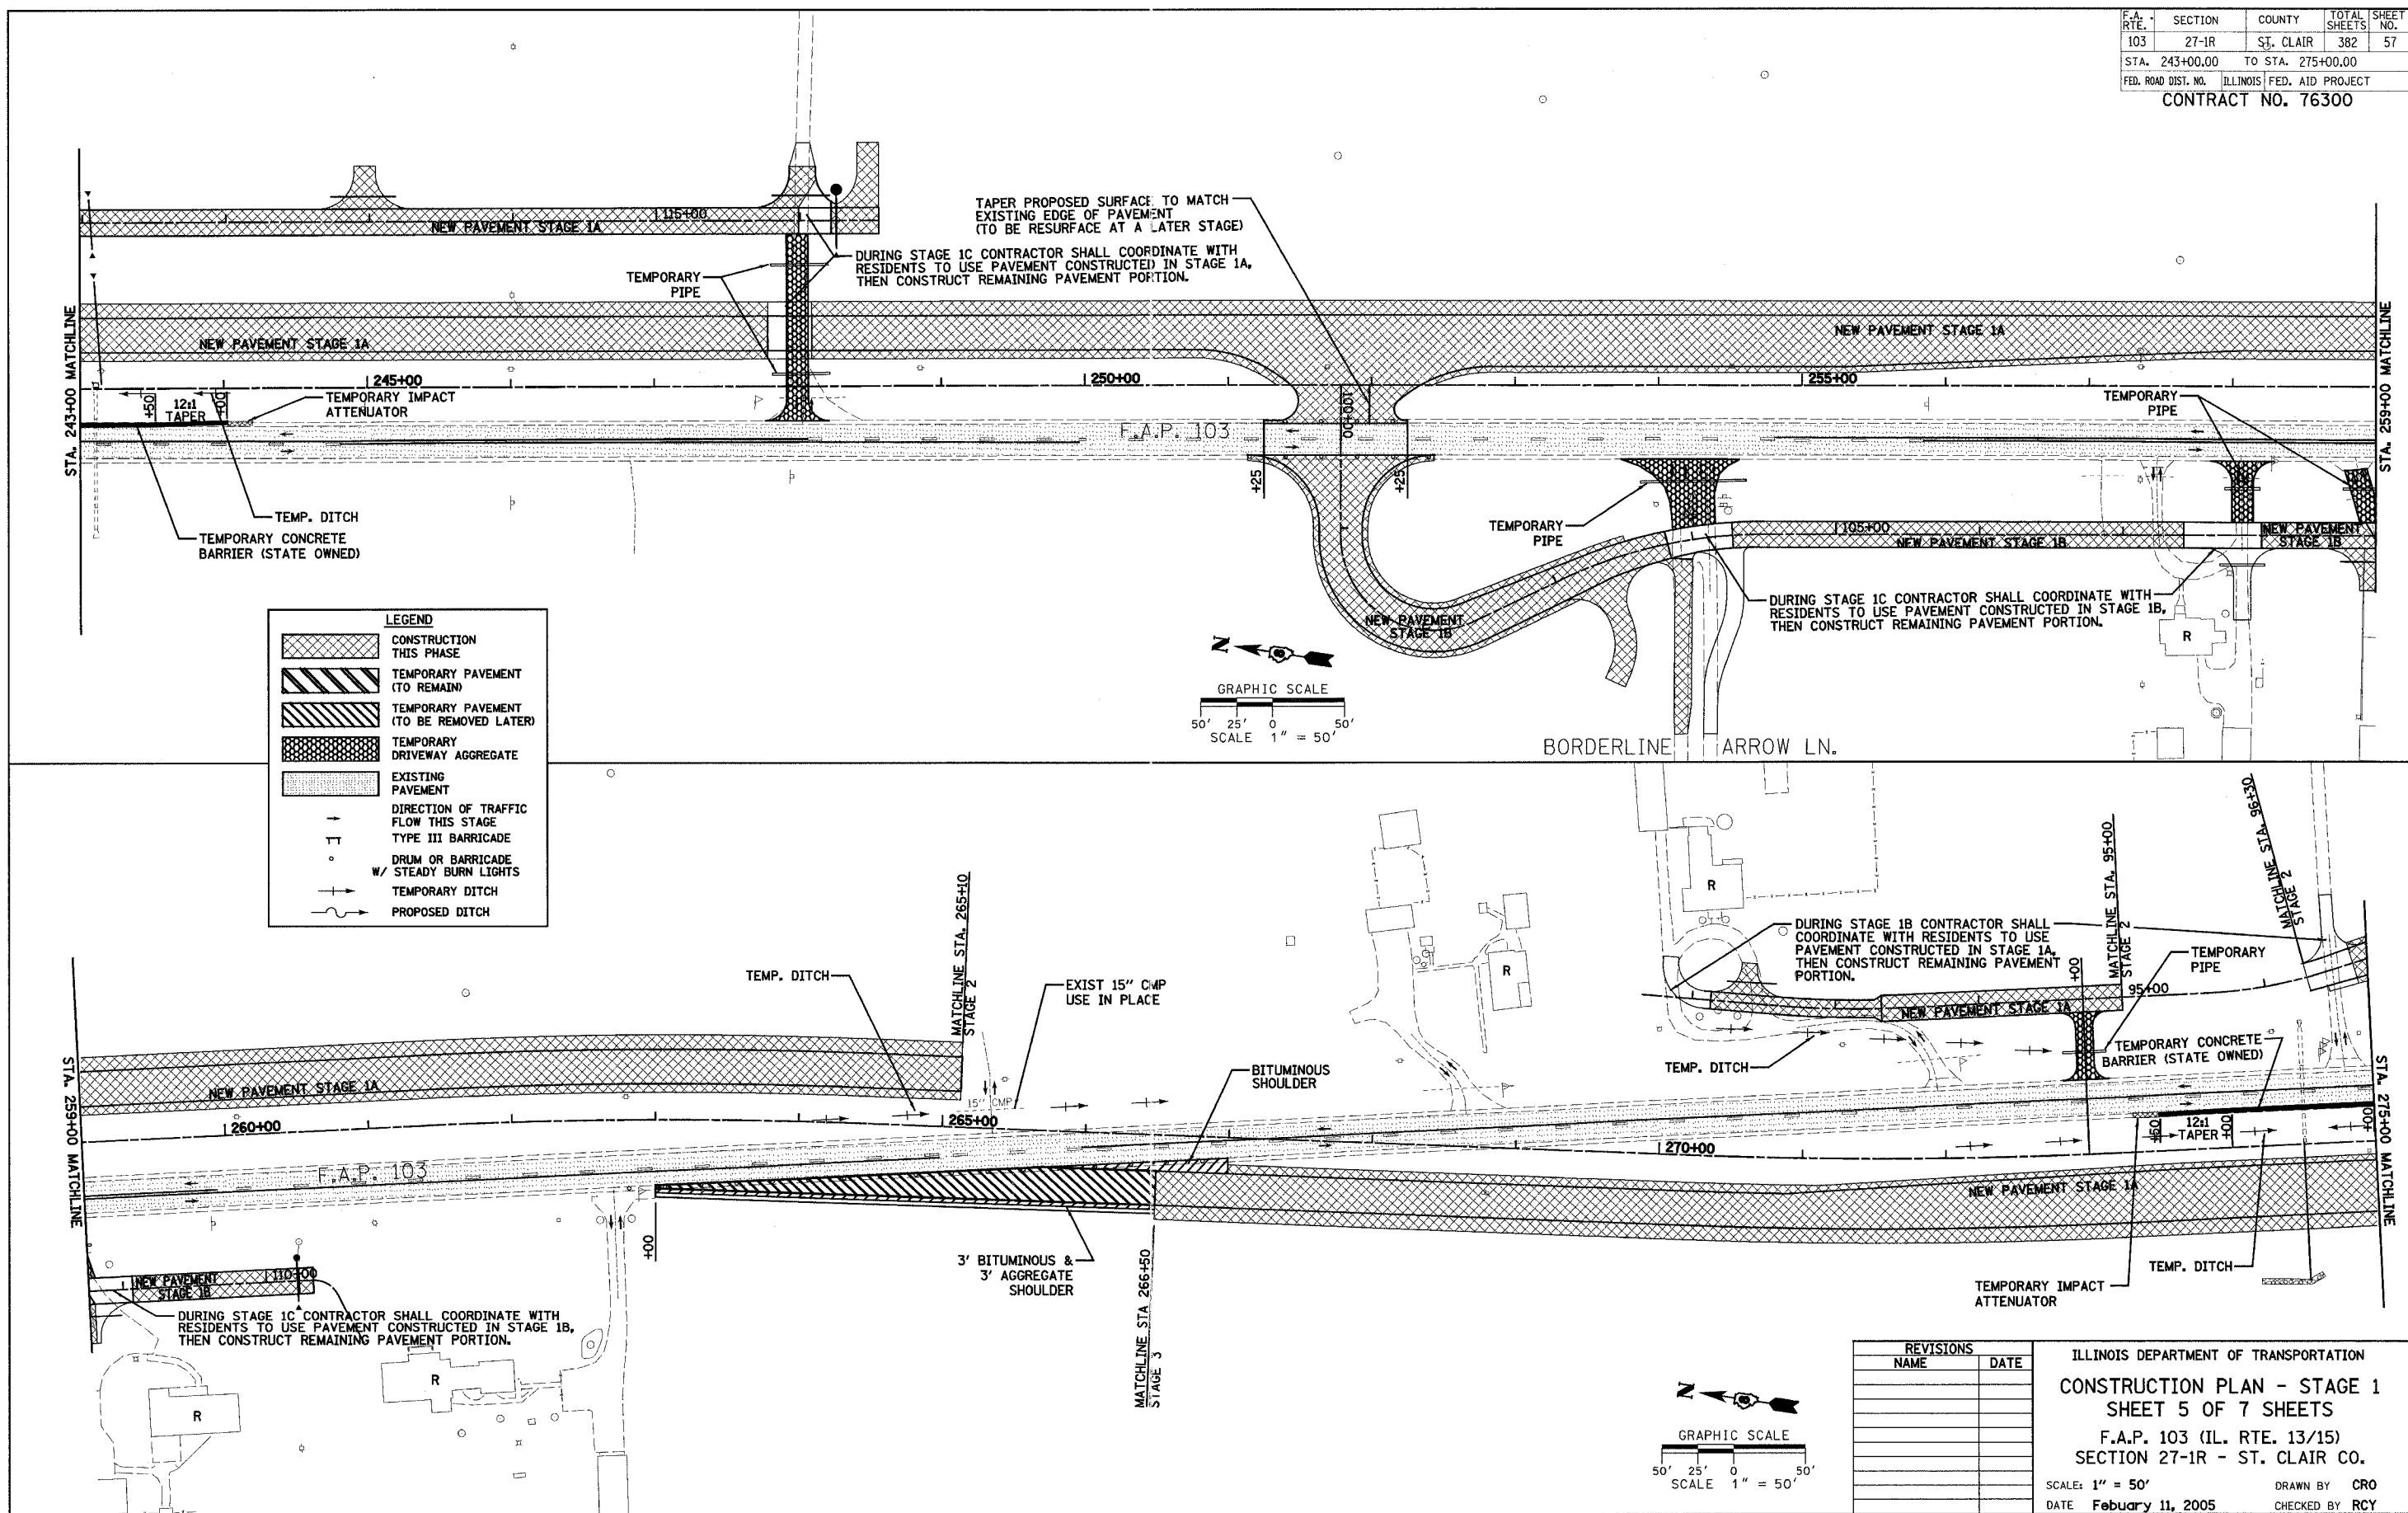 F.A. RTE. SECTION COUNTY TOTAL SHEETS SHEET NO.
103 27-1R ST. CLAIR 382 57
STA. 243+00.00 TO STA. 275+00.00
FED. ROAD DIST. NO. ILLINOIS FED. AID PROJECT
CONTRACT NO. 76300
TAPER PROPOSED SURFACE TO MATCH
EXISTING EDGE OF PAVEMENT
(TO BE RESURFACE AT A LATER STAGE)
115+00
NEW PAVEMENT STAGE 1A
DURING STAGE 1C CONTRACTOR SHALL COORDINATE WITH
RESIDENTS TO USE PAVEMENT CONSTRUCTED IN STAGE 1A,
THEN CONSTRUCT REMAINING PAVEMENT PORTION.
TEMPORARY
PIPE
STA. 243+00 MATCHLINE
STA. 259+00 MATCHLINE
NEW PAVEMENT STAGE 1A
NEW PAVEMENT STAGE 1A
245+00
250+00
255+00
+50
12:1
TAPER
+00
TEMPORARY IMPACT
ATTENUATOR
100+00
TEMPORARY
PIPE
F.A.P. 103
+25
+25
TEMP. DITCH
TEMPORARY CONCRETE
BARRIER (STATE OWNED)
TEMPORARY
PIPE
105+00
NEW PAVEMENT STAGE 1B
NEW PAVEMENT
STAGE 1B
NEW PAVEMENT
STAGE 1B
DURING STAGE 1C CONTRACTOR SHALL COORDINATE WITH
RESIDENTS TO USE PAVEMENT CONSTRUCTED IN STAGE 1B,
THEN CONSTRUCT REMAINING PAVEMENT PORTION.
R
N
GRAPHIC SCALE
50' 25' 0 50'
SCALE 1" = 50'
BORDERLINE ARROW LN.
LEGEND
CONSTRUCTION
THIS PHASE
TEMPORARY PAVEMENT
(TO REMAIN)
TEMPORARY PAVEMENT
(TO BE REMOVED LATER)
TEMPORARY
DRIVEWAY AGGREGATE
EXISTING
PAVEMENT
DIRECTION OF TRAFFIC
FLOW THIS STAGE
TYPE III BARRICADE
DRUM OR BARRICADE
W/ STEADY BURN LIGHTS
TEMPORARY DITCH
PROPOSED DITCH
MATCHLINE STA. 265+10
STAGE 2
TEMP. DITCH
EXIST 15" CMP
USE IN PLACE
R
R
DURING STAGE 1B CONTRACTOR SHALL
COORDINATE WITH RESIDENTS TO USE
PAVEMENT CONSTRUCTED IN STAGE 1A,
THEN CONSTRUCT REMAINING PAVEMENT
PORTION.
MATCHLINE STA. 95+00
STAGE 2
MATCHLINE STA. 96+30
STAGE 2
TEMPORARY
PIPE
+00
95+00
NEW PAVEMENT STAGE 1A
TEMPORARY CONCRETE
BARRIER (STATE OWNED)
TEMP. DITCH
STA. 259+00 MATCHLINE
STA. 275+00 MATCHLINE
NEW PAVEMENT STAGE 1A
15" CMP
BITUMINOUS
SHOULDER
260+00
265+00
270+00
+50
12:1
TAPER
+00
+00
F.A.P. 103
NEW PAVEMENT STAGE 1A
+00
3' BITUMINOUS &
3' AGGREGATE
SHOULDER
MATCHLINE STA 266+50
STAGE 3
TEMP. DITCH
TEMPORARY IMPACT
ATTENUATOR
NEW PAVEMENT
STAGE 1B
110+00
DURING STAGE 1C CONTRACTOR SHALL COORDINATE WITH
RESIDENTS TO USE PAVEMENT CONSTRUCTED IN STAGE 1B,
THEN CONSTRUCT REMAINING PAVEMENT PORTION.
R
R
N
GRAPHIC SCALE
50' 25' 0 50'
SCALE 1" = 50'
REVISIONS
NAME DATE
ILLINOIS DEPARTMENT OF TRANSPORTATION
CONSTRUCTION PLAN - STAGE 1
SHEET 5 OF 7 SHEETS
F.A.P. 103 (IL. RTE. 13/15)
SECTION 27-1R - ST. CLAIR CO.
SCALE: 1" = 50' DRAWN BY CRO
DATE Febuary 11, 2005 CHECKED BY RCY